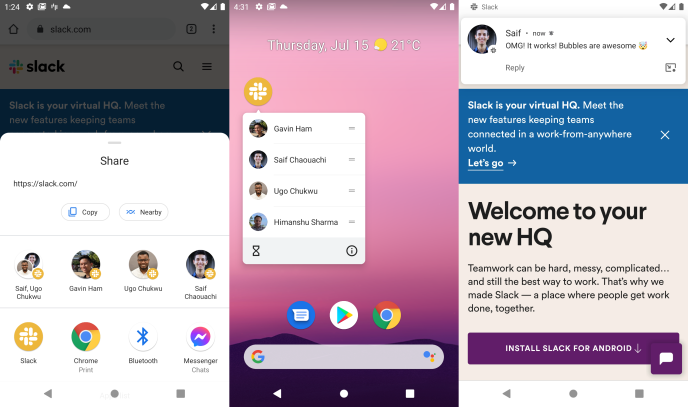 1:24
slack.com
2
slack
Slack is your virtual HQ. Meet the
new features keeping teams
Share
https://slack.com/
Copy
Nearby
Saif, Ugo
Chukwu
Gavin Ham
Ugo Chukwu
Saif
Chaouachi
Slack
Chrome
Print
Bluetooth
Messenger
Chats
4:31
Thursday, Jul 15 21°C
Gavin Ham
Saif Chaouachi
Ugo Chukwu
Himanshu Sharma
Slack
Saif • now
OMG! It works! Bubbles are awesome 🤯
Reply
Slack is your virtual HQ. Meet the
new features keeping teams
connected in a work-from-anywhere
world.
Let's go →
Welcome to your
new HQ
Teamwork can be hard, messy, complicated…
and still the best way to work. That's why we
made Slack — a place where people get work
done, together.
INSTALL SLACK FOR ANDROID ↓